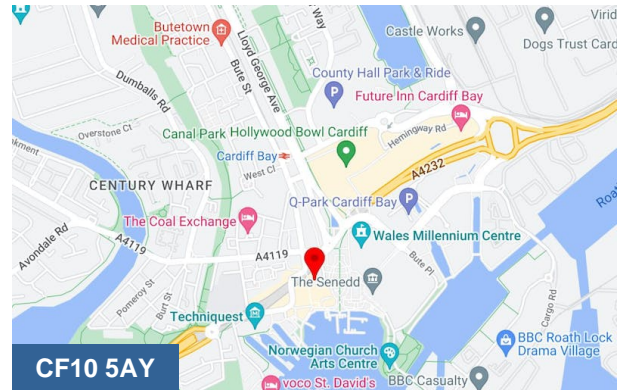 Butetown
Medical Practice
Way
Castle Works
Virid
Dogs Trust Card
Lloyd George Ave
Bute St
Dumballs Rd
County Hall Park & Ride
Future Inn Cardiff Bay
Overstone Ct
Canal Park
Hollywood Bowl Cardiff
Hemingway Rd
nkment
Cardiff Bay
West Cl
A4232
CENTURY WHARF
Q-Park Cardiff Bay
Roat
The Coal Exchange
Avondale Rd
A4119
A4119
Wales Millennium Centre
Bute Pl
The Senedd
Pomeroy St
Burt St
Techniquest
Cargo Rd
BBC Roath Lock
Drama Village
Norwegian Church
Arts Centre
CF10 5AY
voco St. David's
BBC Casualty